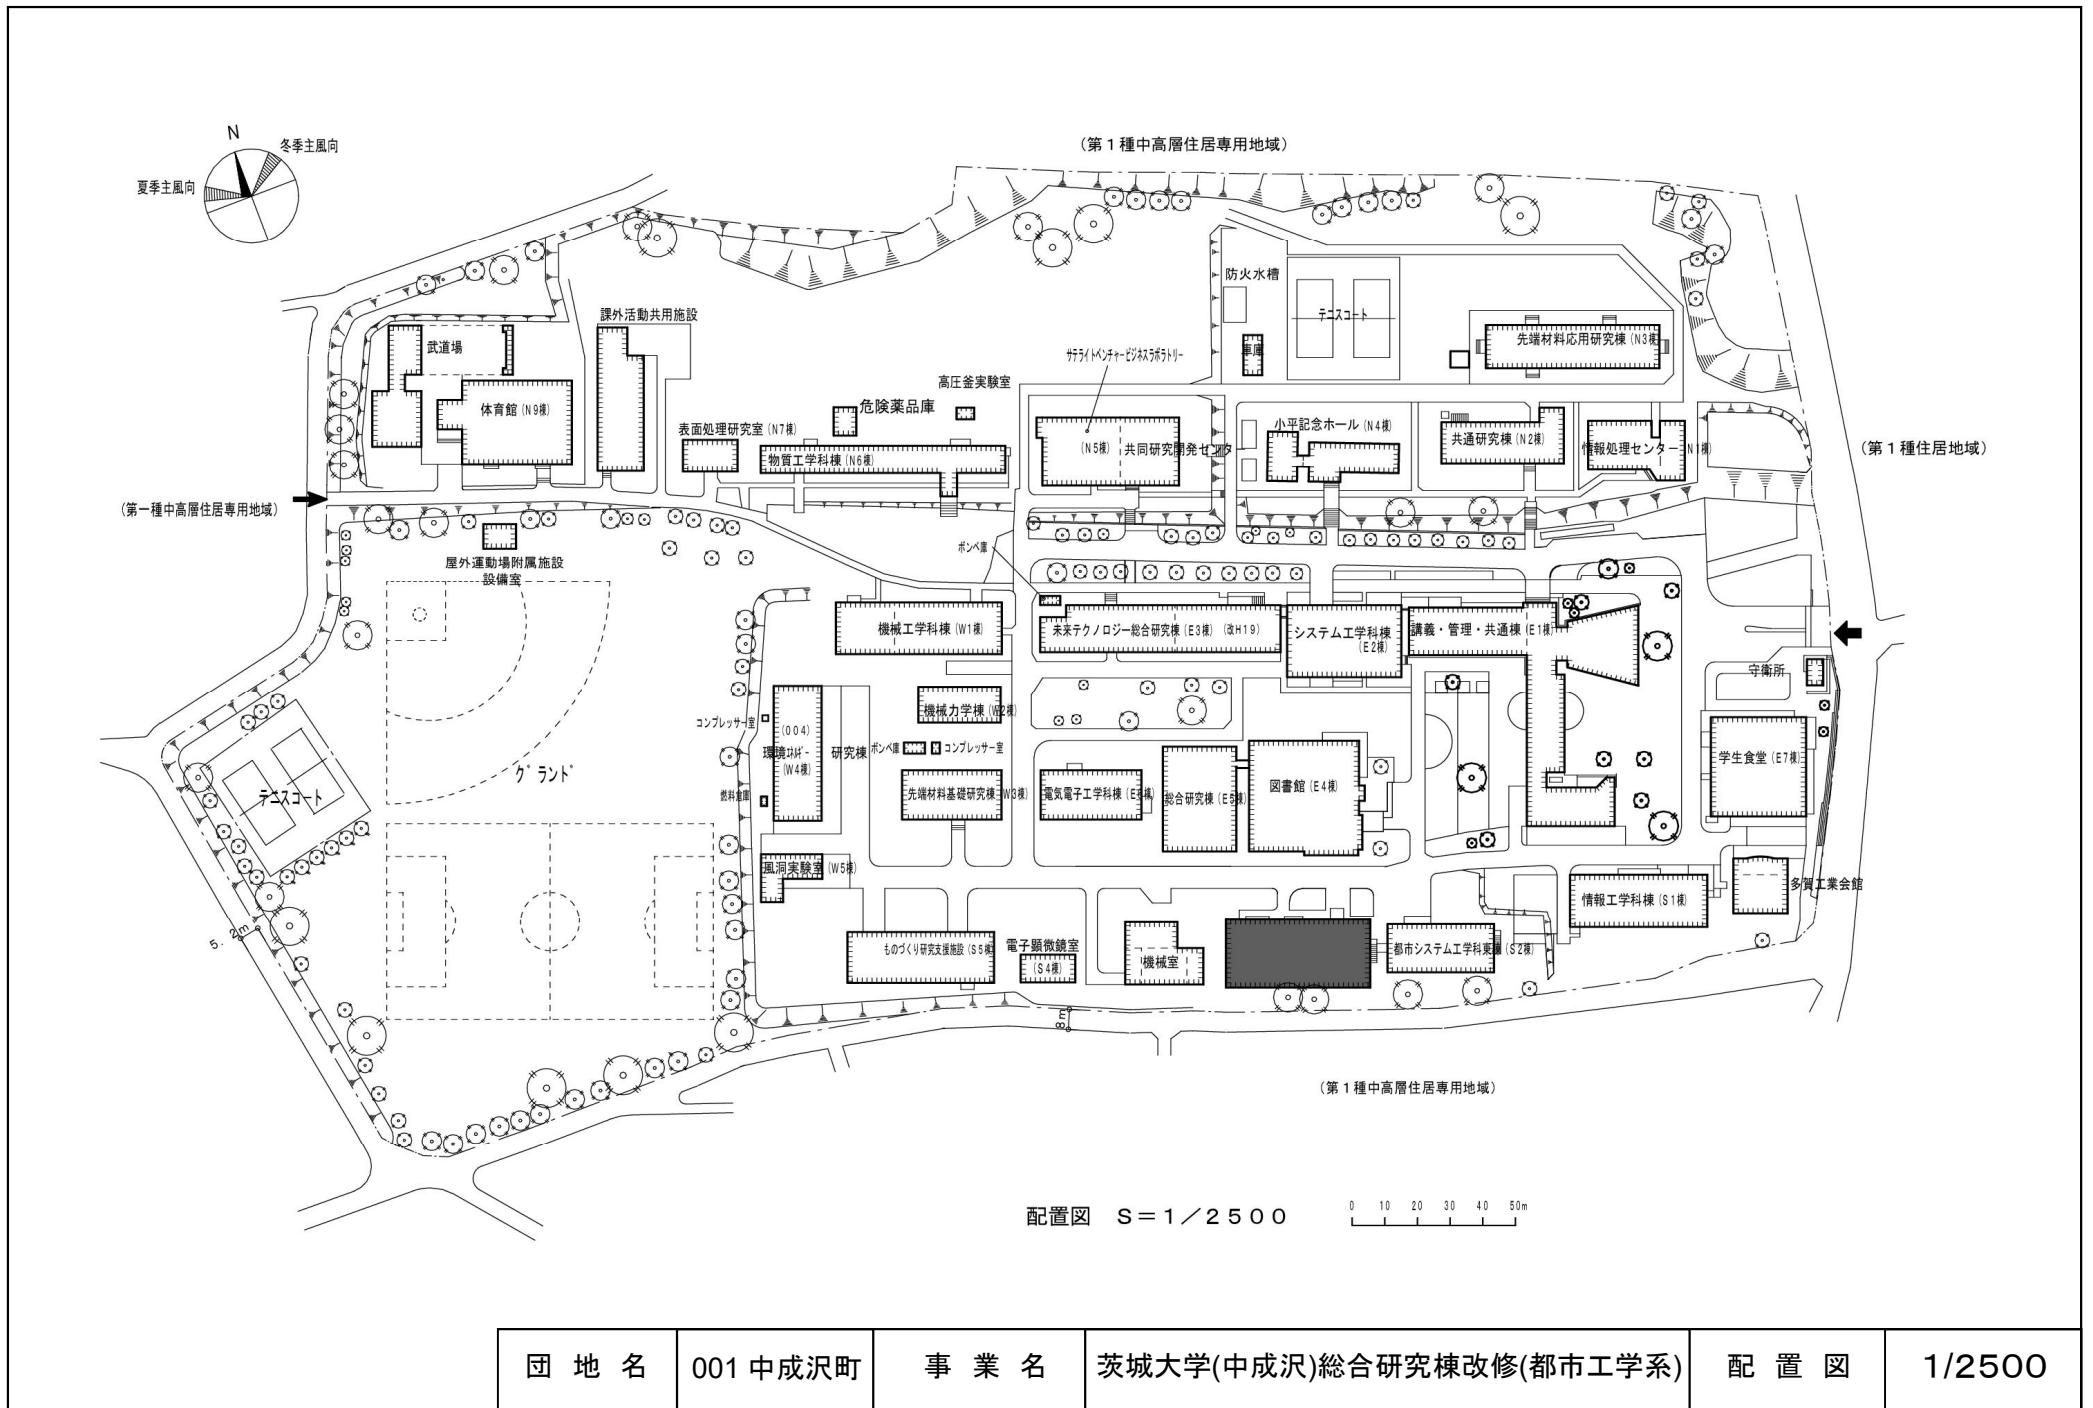 N
冬季主風向
夏季主風向
(第1種中高層住居専用地域)
防火水槽
テニスコート
課外活動共用施設
武道場
先端材料応用研究棟(N3棟)
車庫
サテライトベンチャービジネスラボラトリー
高圧釜実験室
危険薬品庫
体育館(N9棟)
小平記念ホール(N4棟)
表面処理研究室(N7棟)
共通研究棟(N2棟)
物質工学科棟(N6棟)
(N5棟)
共同研究開発センター
情報処理センター(N1棟)
(第1種住居地域)
(第一種中高層住居専用地域)
ボンベ庫
屋外運動場附属施設
設備室
機械工学科棟(W1棟)
未来テクノロジー総合研究棟(E3棟)(改H19)
システム工学科棟
(E2棟)
講義・管理・共通棟(E1棟)
守衛所
機械力学棟(W2棟)
コンプレッサー室
(004)
環境エネルギー
研究棟
(W4棟)
ボンベ庫
コンプレッサー室
学生食堂(E7棟)
グランド
テニスコート
燃料倉庫
先端材料基礎研究棟(W3棟)
電気電子工学科棟(E6棟)
総合研究棟(E5棟)
図書館(E4棟)
風洞実験室(W5棟)
多賀工業会館
情報工学科棟(S1棟)
5.2m
ものづくり研究支援施設(S5棟)
電子顕微鏡室
(S4棟)
機械室
都市システム工学科東棟(S2棟)
8m
(第1種中高層住居専用地域)
配置図 S=1/2500
0 10 20 30 40 50m
団地名 001中成沢町 事業名 茨城大学(中成沢)総合研究棟改修(都市工学系) 配置図 1/2500